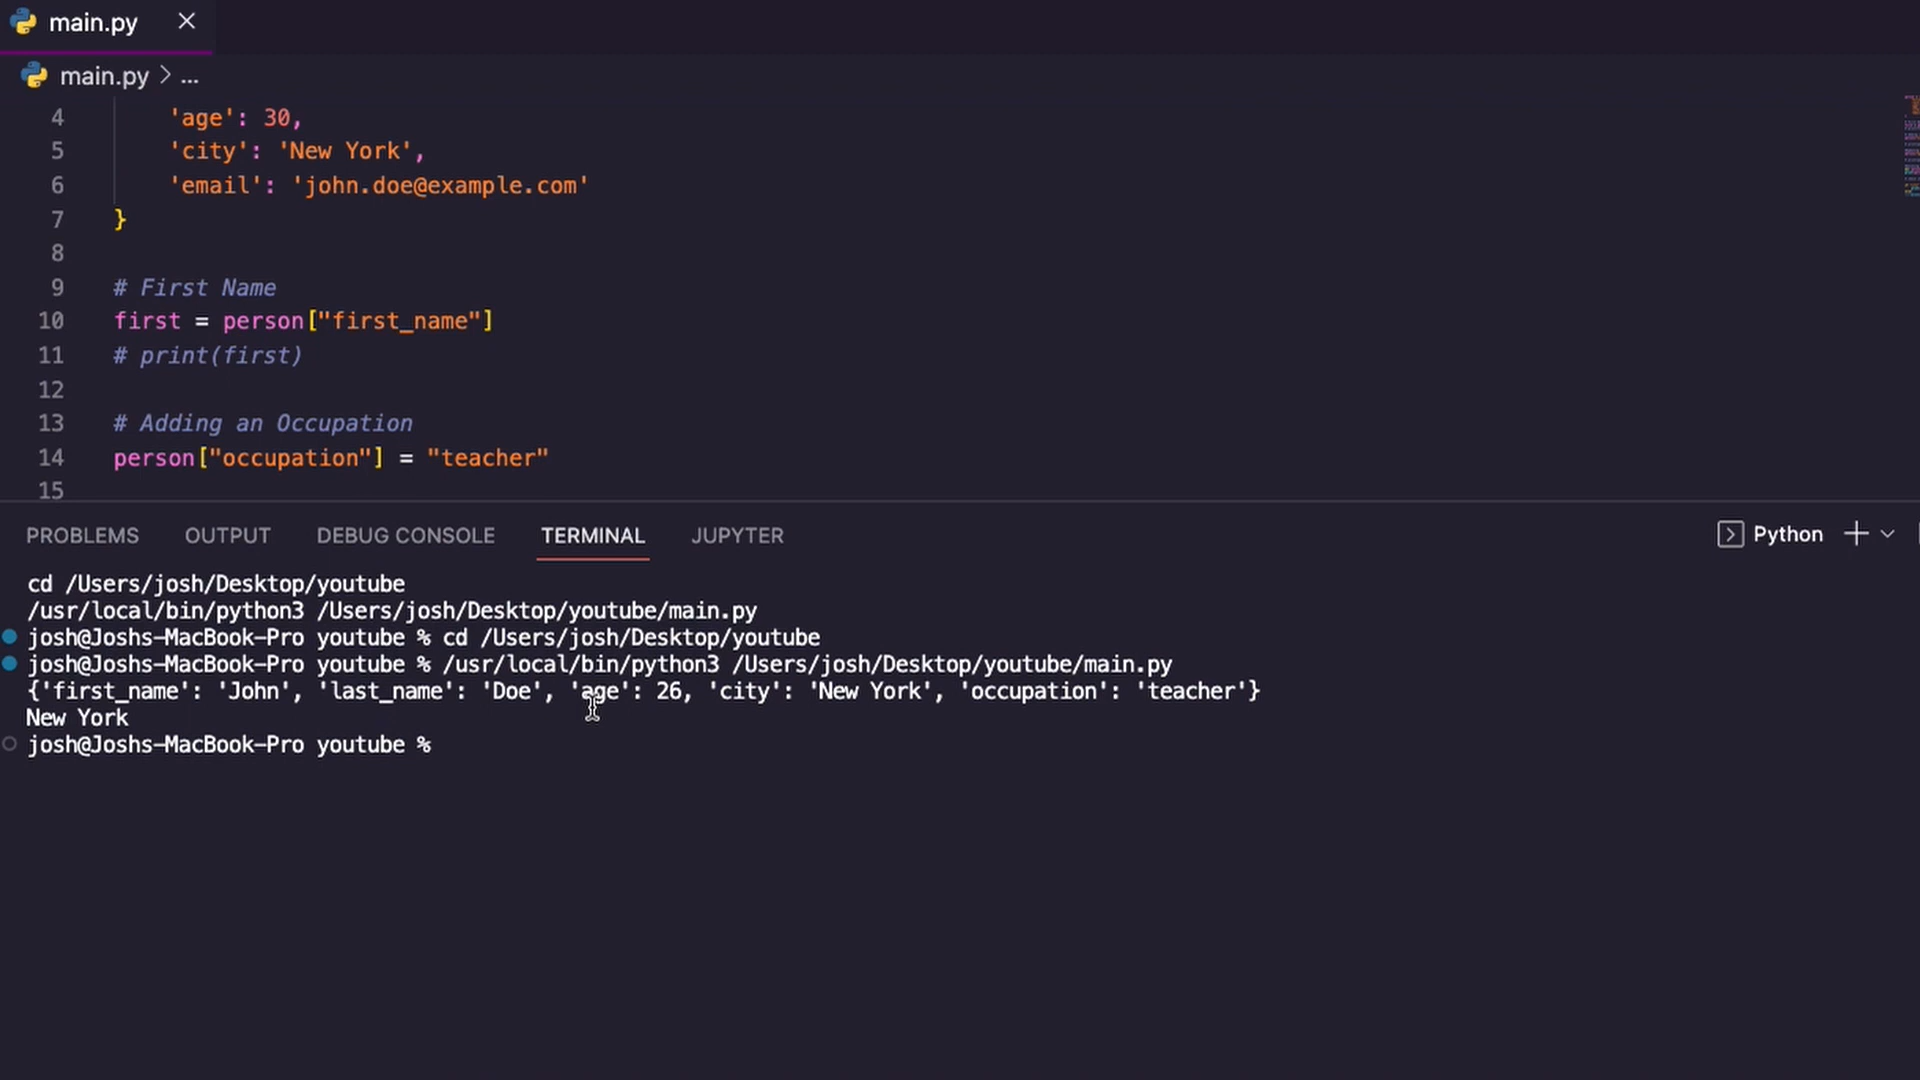 main.py
main.py > ...
4 'age': 30,
5 'city': 'New York',
6 'email': 'john.doe@example.com'
7 }
8
9 # First Name
10 first = person["first_name"]
11 # print(first)
12
13 # Adding an Occupation
14 person["occupation"] = "teacher"
15
PROBLEMS OUTPUT DEBUG CONSOLE TERMINAL JUPYTER Python
cd /Users/josh/Desktop/youtube
/usr/local/bin/python3 /Users/josh/Desktop/youtube/main.py
josh@Joshs-MacBook-Pro youtube % cd /Users/josh/Desktop/youtube
josh@Joshs-MacBook-Pro youtube % /usr/local/bin/python3 /Users/josh/Desktop/youtube/main.py
{'first_name': 'John', 'last_name': 'Doe', 'age': 26, 'city': 'New York', 'occupation': 'teacher'}
New York
josh@Joshs-MacBook-Pro youtube %